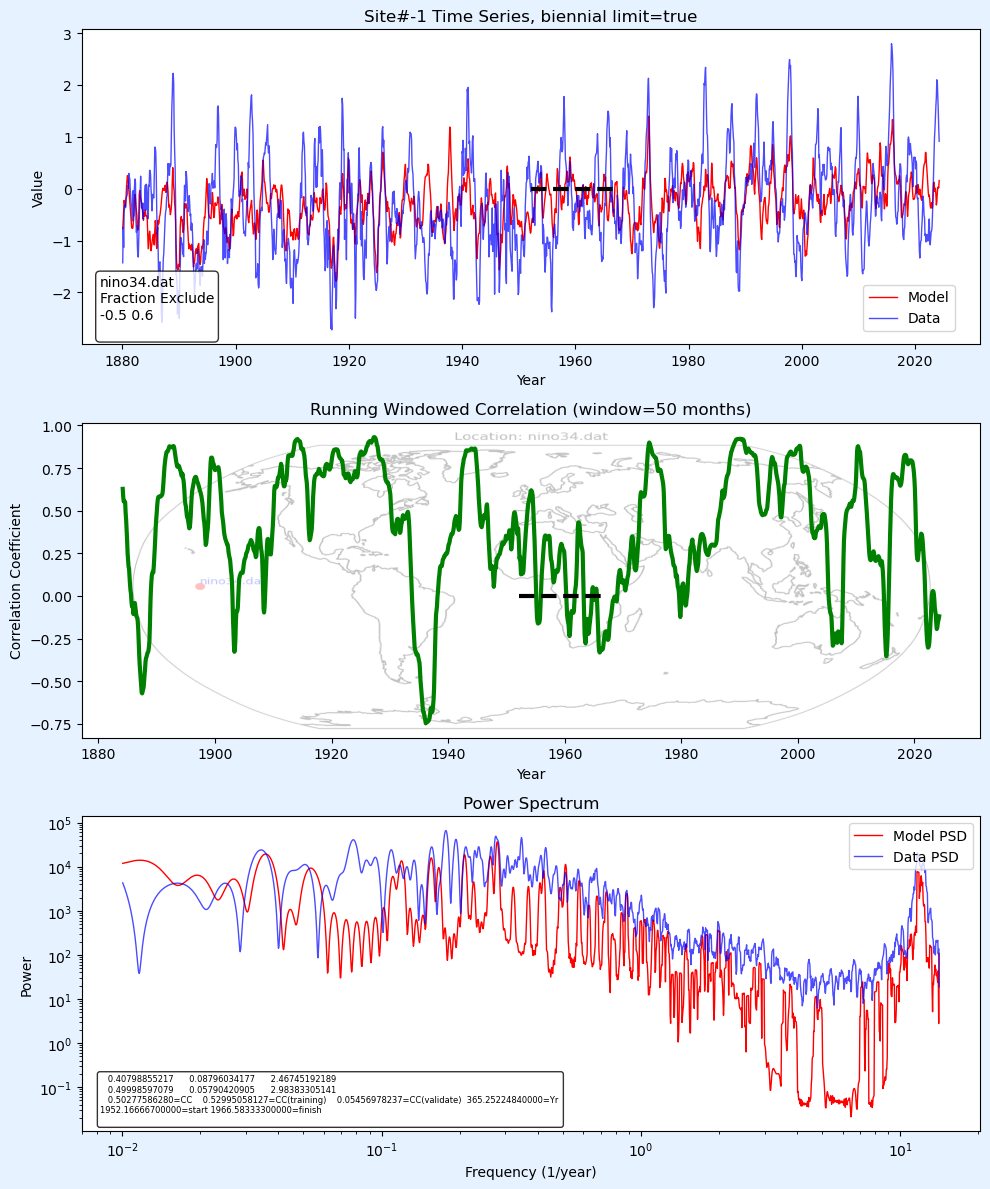 Site#-1 Time Series, biennial limit=true
3
2
1
0
−1
−2
Value
nino34.dat
Fraction Exclude
-0.5 0.6
Model
Data
1880 1900 1920 1940 1960 1980 2000 2020
Year
Running Windowed Correlation (window=50 months)
1.00
0.75
0.50
0.25
0.00
−0.25
−0.50
−0.75
Correlation Coefficient
Location: nino34.dat
nino34.dat
1880 1900 1920 1940 1960 1980 2000 2020
Year
Power Spectrum
10^5
10^4
10^3
10^2
10^1
10^0
10^−1
Power
Model PSD
Data PSD
0.40798855217 0.08796034177 2.46745192189
0.49998597079 0.05790420905 2.98383305141
0.50277586280=CC 0.52995058127=CC(training) 0.05456978237=CC(validate) 365.25224840000=Yr
1952.16666700000=start 1966.58333300000=finish
10^−2 10^−1 10^0 10^1
Frequency (1/year)